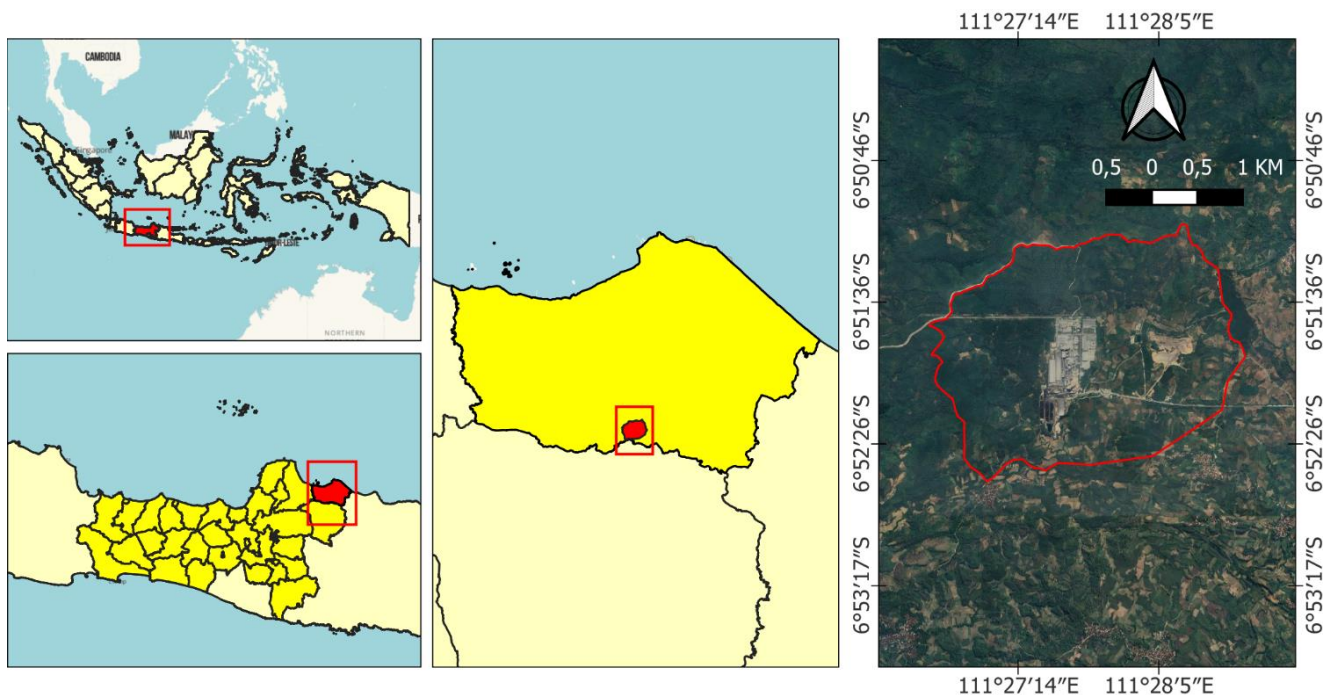 CAMBODIA
MALAY
Singapore
NORTHERN
111°27′14″E 111°28′5″E
6°50′46″S
6°51′36″S
6°52′26″S
6°53′17″S
0,5 0 0,5 1 KM
6°50′46″S
6°51′36″S
6°52′26″S
6°53′17″S
111°27′14″E 111°28′5″E